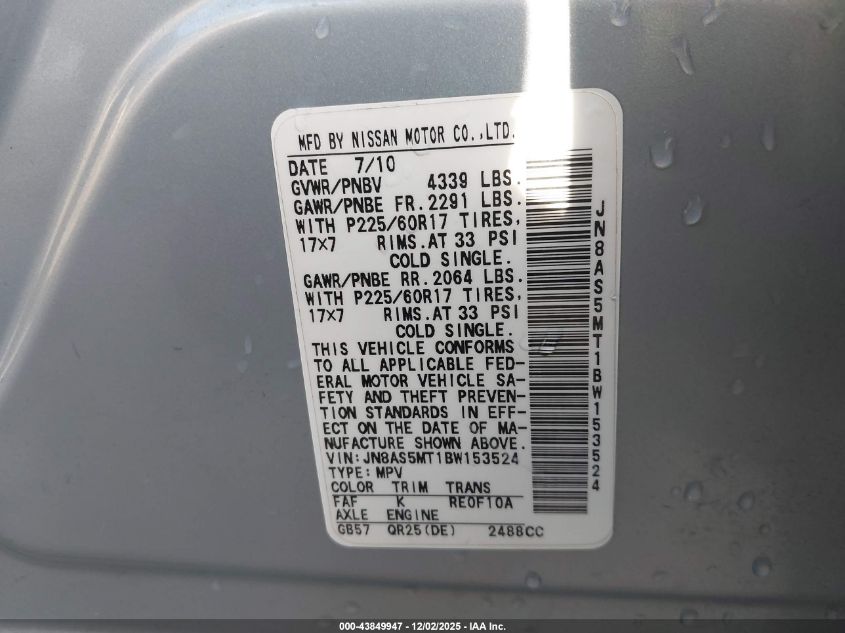 MFD BY NISSAN MOTOR CO.,LTD.
DATE 7/10
GVWR/PNBV 4339 LBS.
GAWR/PNBE FR. 2291 LBS.
WITH P225/60R17 TIRES,
17x7 RIMS.AT 33 PSI
COLD SINGLE.
GAWR/PNBE RR. 2064 LBS.
WITH P225/60R17 TIRES,
17x7 RIMS.AT 33 PSI
COLD SINGLE.
THIS VEHICLE CONFORMS
TO ALL APPLICABLE FED-
ERAL MOTOR VEHICLE SA-
FETY AND THEFT PREVEN-
TION STANDARDS IN EFF-
ECT ON THE DATE OF MA-
NUFACTURE SHOWN ABOVE.
VIN:JN8AS5MT1BW153524
TYPE:MPV
COLOR TRIM TRANS
FAF K RE0F10A
AXLE ENGINE
GB57 QR25(DE) 2488CC
JN8AS5MT1BW153524
000-43849947 - 12/02/2025 - IAA Inc.